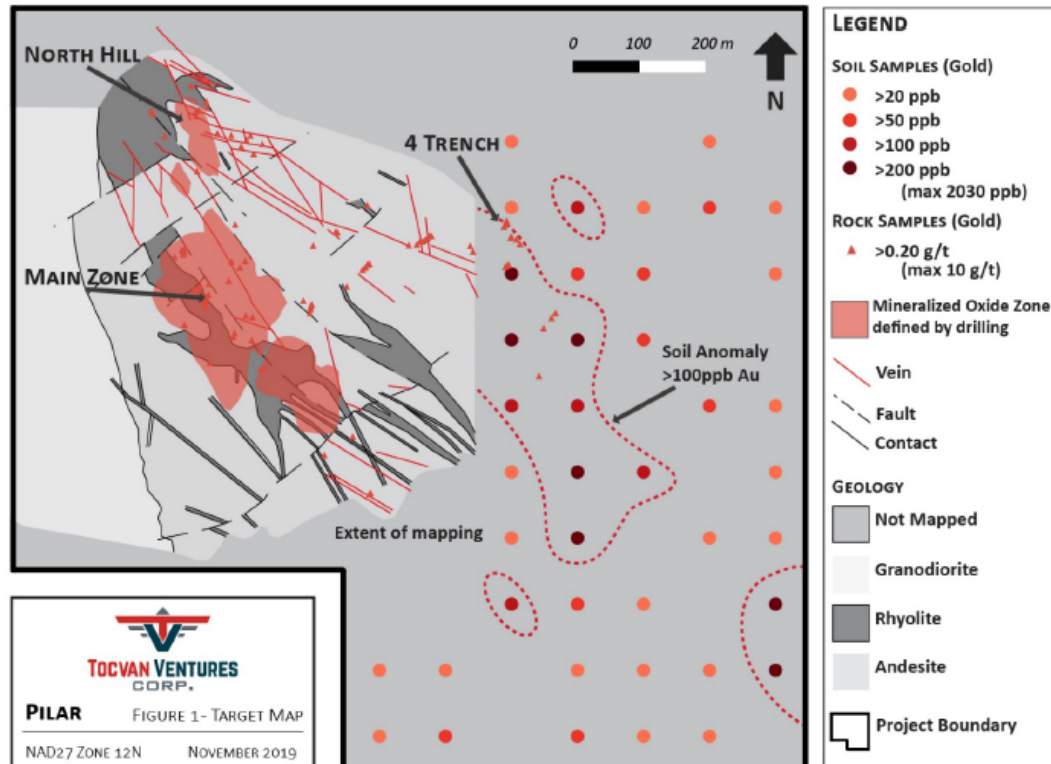 NORTH HILL
0 100 200 m
N
4 TRENCH
MAIN ZONE
Soil Anomaly
>100ppb Au
Extent of mapping
TOCVAN VENTURES
CORP.
PILAR FIGURE 1- TARGET MAP
NAD27 ZONE 12N NOVEMBER 2019
LEGEND
SOIL SAMPLES (Gold)
>20 ppb
>50 ppb
>100 ppb
>200 ppb
(max 2030 ppb)
ROCK SAMPLES (Gold)
>0.20 g/t
(max 10 g/t)
Mineralized Oxide Zone
defined by drilling
Vein
Fault
Contact
GEOLOGY
Not Mapped
Granodiorite
Rhyolite
Andesite
Project Boundary